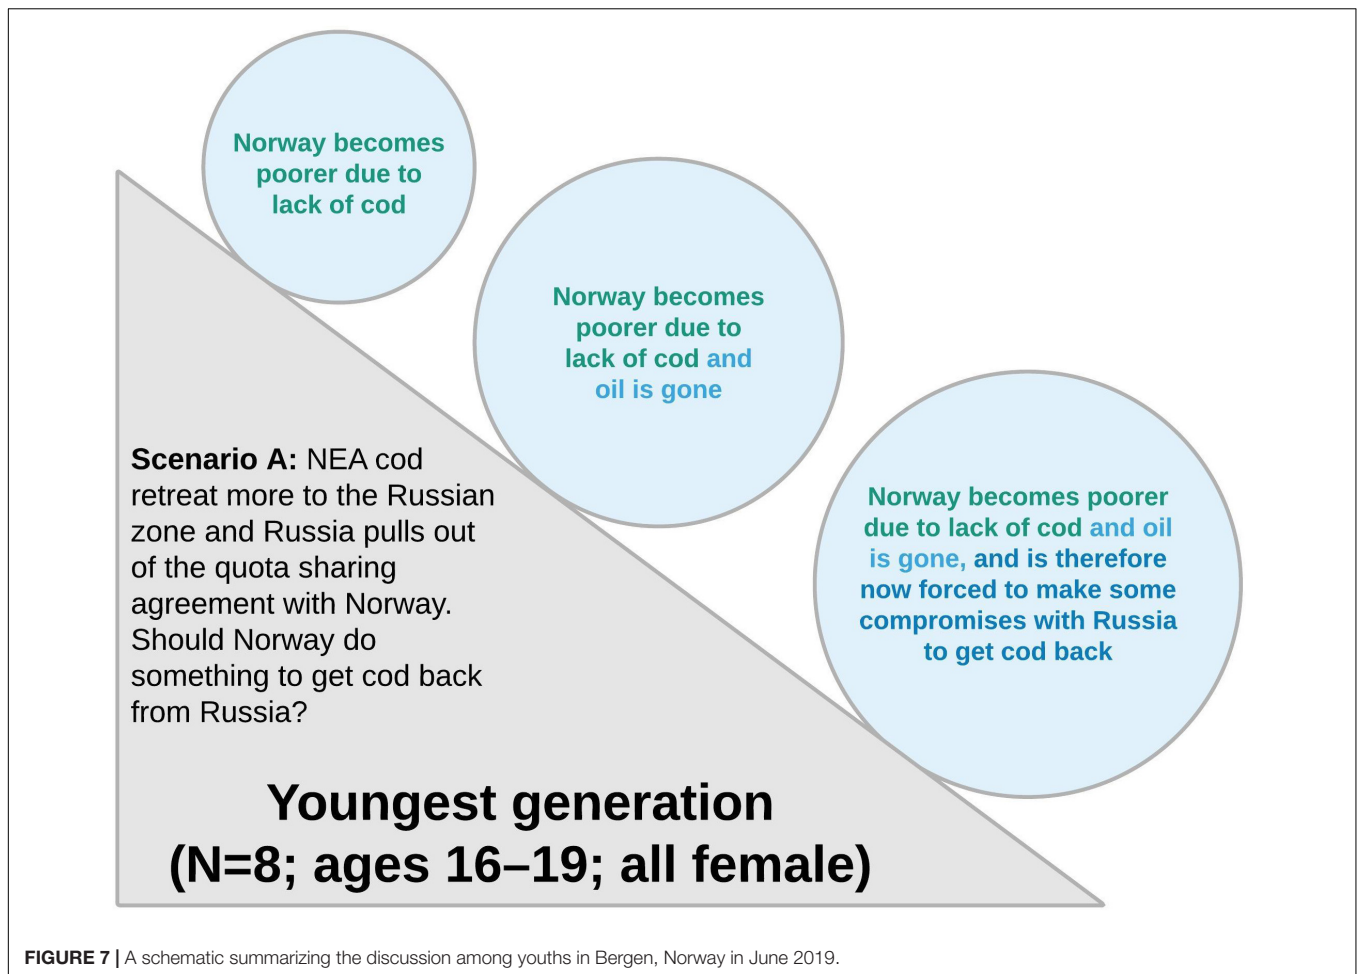 Norway becomes
poorer due to
lack of cod
Norway becomes
poorer due to
lack of cod and
oil is gone
Norway becomes poorer
due to lack of cod and oil
is gone, and is therefore
now forced to make some
compromises with Russia
to get cod back
Scenario A: NEA cod
retreat more to the Russian
zone and Russia pulls out
of the quota sharing
agreement with Norway.
Should Norway do
something to get cod back
from Russia?
Youngest generation
(N=8; ages 16–19; all female)
FIGURE 7 | A schematic summarizing the discussion among youths in Bergen, Norway in June 2019.